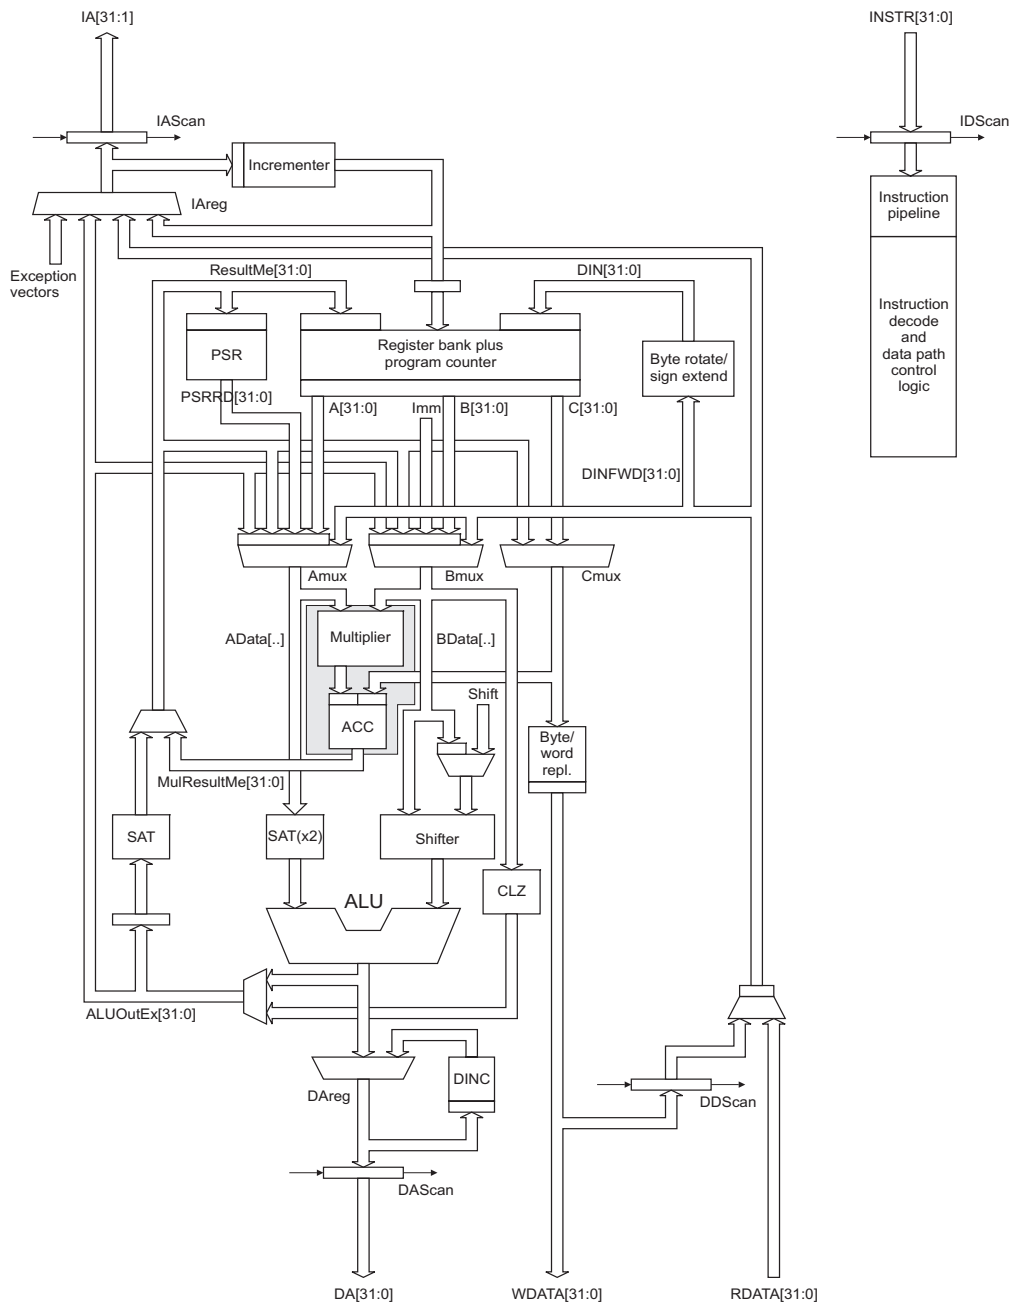 IA[31:1]
INSTR[31:0]
IAScan
IDScan
Incrementer
Instruction
pipeline
IAreg
Exception
vectors
ResultMe[31:0]
DIN[31:0]
Instruction
decode
and
data path
control
logic
PSR
Register bank plus
program counter
Byte rotate/
sign extend
PSRRD[31:0]
A[31:0]
Imm
B[31:0]
C[31:0]
DINFWD[31:0]
Amux
Bmux
Cmux
AData[..]
Multiplier
BData[..]
Shift
ACC
Byte/
word
repl.
MulResultMe[31:0]
SAT
SAT(x2)
Shifter
CLZ
ALU
ALUOutEx[31:0]
DAreg
DINC
DDScan
DAScan
DA[31:0]
WDATA[31:0]
RDATA[31:0]